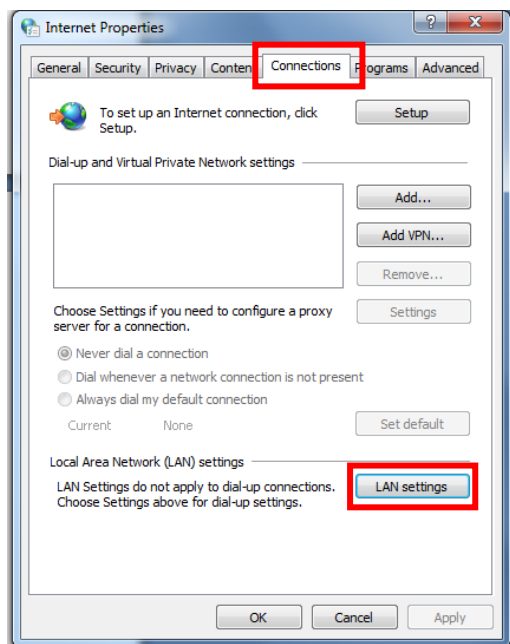 Internet Properties
General Security Privacy Content Connections Programs Advanced
To set up an Internet connection, click
Setup.
Setup
Dial-up and Virtual Private Network settings
Add...
Add VPN...
Remove...
Choose Settings if you need to configure a proxy
server for a connection.
Settings
Never dial a connection
Dial whenever a network connection is not present
Always dial my default connection
Current None
Set default
Local Area Network (LAN) settings
LAN Settings do not apply to dial-up connections.
Choose Settings above for dial-up settings.
LAN settings
OK Cancel Apply